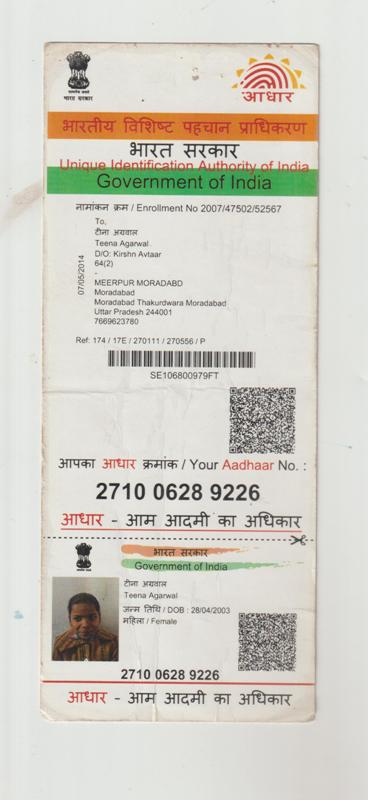 भारत सरकार
आधार
भारतीय विशिष्ट पहचान प्राधिकरण
भारत सरकार
Unique Identification Authority of India
Government of India
नामांकन क्रम / Enrollment No 2007/47502/52567
To,
टीना अग्रवाल
Teena Agarwal
D/O: Kirshn Avtaar
64(2)
-
MEERPUR MORADABD
Moradabad
Moradabad Thakurdwara Moradabad
Uttar Pradesh 244001
7669623780
07/05/2014
Ref: 174 / 17E / 270111 / 270556 / P
SE106800979FT
आपका आधार क्रमांक / Your Aadhaar No. :
2710 0628 9226
आधार - आम आदमी का अधिकार
भारत सरकार
Government of India
टीना अग्रवाल
Teena Agarwal
जन्म तिथि / DOB : 28/04/2003
महिला / Female
2710 0628 9226
आधार - आम आदमी का अधिकार